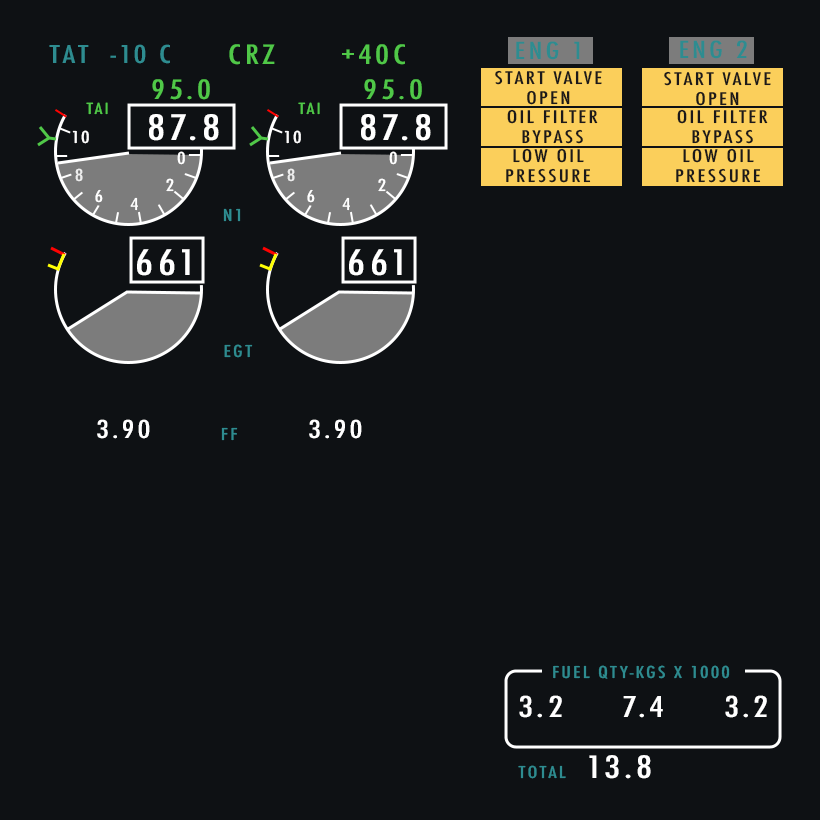 TAT -10 C CRZ +40C
95.0 95.0
TAI TAI
87.8 87.8
10 10
0 0
8 8
2 2
6 6
4 4
N1
661 661
EGT
3.90 FF 3.90
ENG 1 ENG 2
START VALVE START VALVE
OPEN OPEN
OIL FILTER OIL FILTER
BYPASS BYPASS
LOW OIL LOW OIL
PRESSURE PRESSURE
FUEL QTY-KGS X 1000
3.2 7.4 3.2
TOTAL 13.8